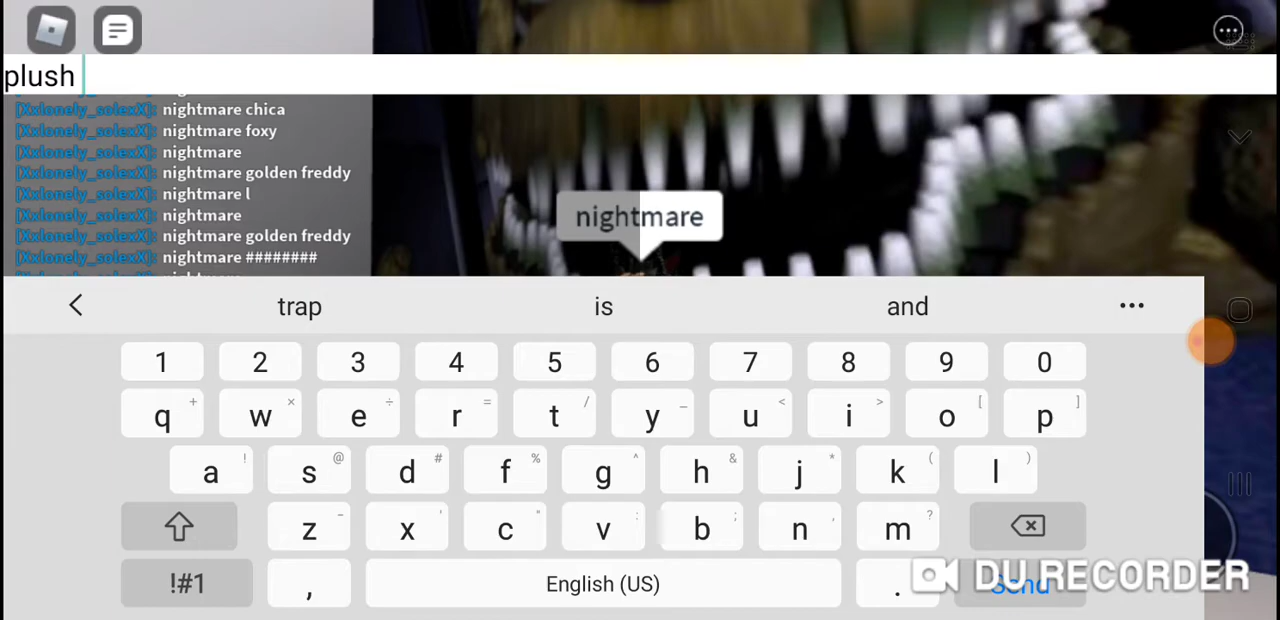 plush
[Xxlonely_solexX]: nightmare chica
[Xxlonely_solexX]: nightmare foxy
[Xxlonely_solexX]: nightmare
[Xxlonely_solexX]: nightmare golden freddy
[Xxlonely_solexX]: nightmare l
[Xxlonely_solexX]: nightmare
[Xxlonely_solexX]: nightmare golden freddy
[Xxlonely_solexX]: nightmare ########
nightmare
trap is and
1 2 3 4 5 6 7 8 9 0
q + w × e ÷ r = t / y _ u < i > o [ p ]
a ! s @ d # f % g ^ h & j * k ( l )
z - x ' c " v : b ; n , m ?
!#1 , English (US) . Send
DU RECORDER